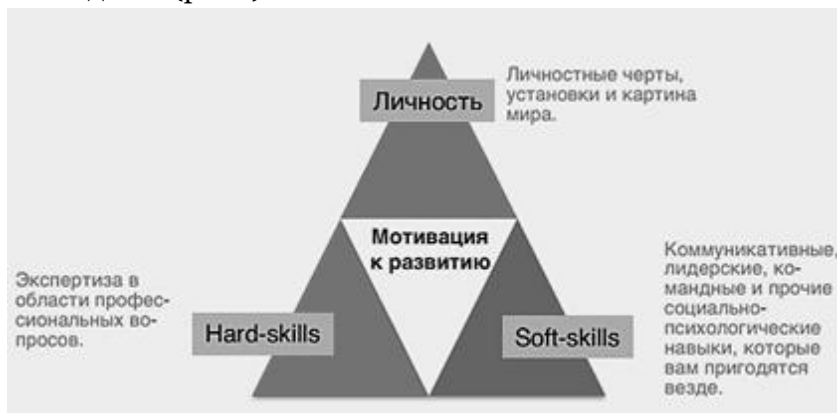 Личность
Личностные черты,
установки и картина
мира.
Мотивация
к развитию
Экспертиза в
области профес-
сиональных во-
просов.
Hard-skills
Soft-skills
Коммуникативные,
лидерские, ко-
мандные и прочие
социально-
психологические
навыки, которые
вам пригодятся
везде.